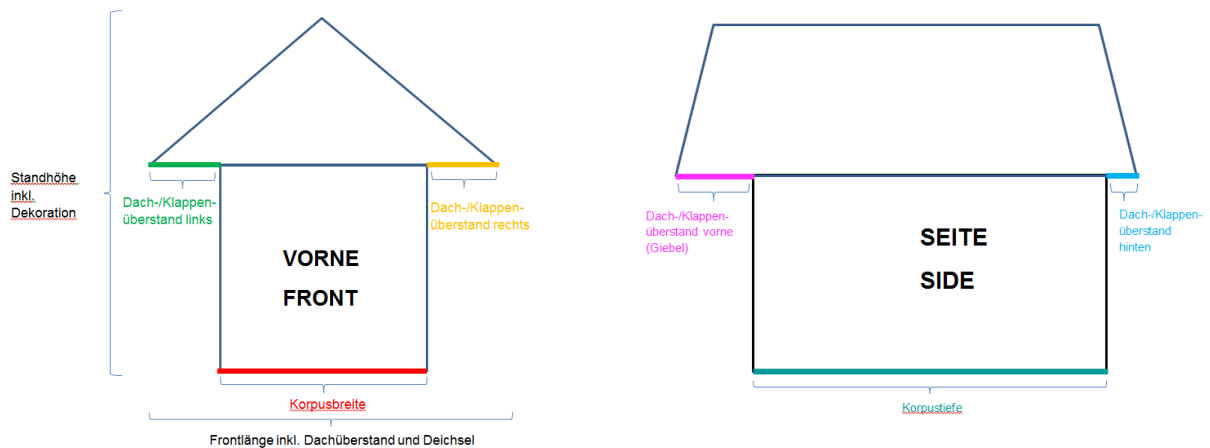 Standhöhe
inkl.
Dekoration
Dach-/Klappen-
überstand links
Dach-/Klappen-
überstand rechts
VORNE
FRONT
Korpusbreite
Frontlänge inkl. Dachüberstand und Deichsel
Dach-/Klappen-
überstand vorne
(Giebel)
SEITE
SIDE
Dach-/Klappen-
überstand
hinten
Korpustiefe